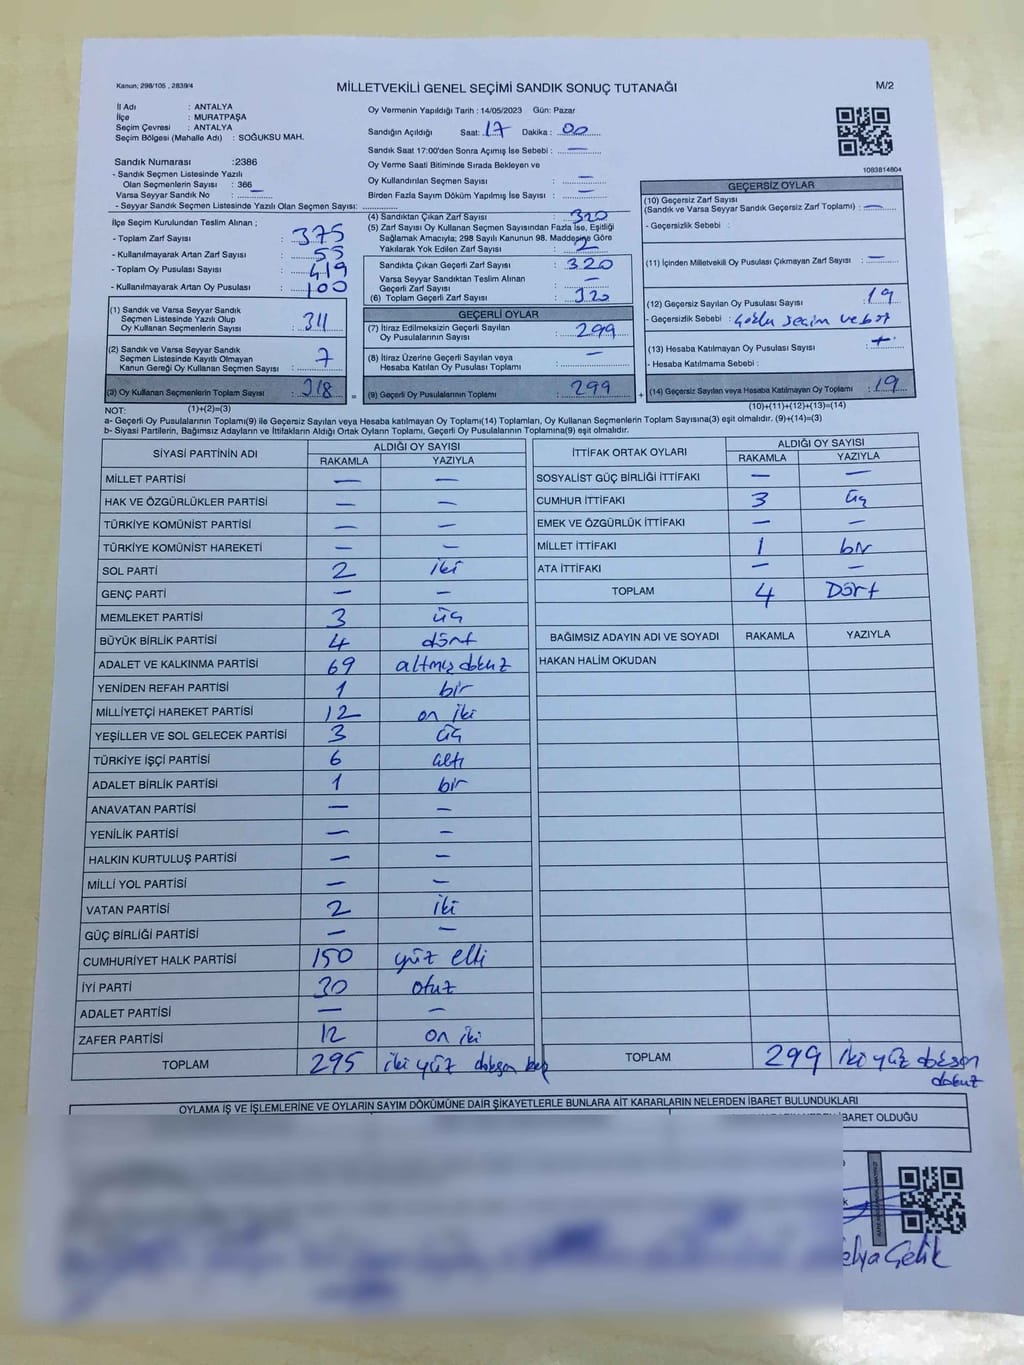 Kanun; 298/105 , 2839/4
MİLLETVEKİLİ GENEL SEÇİMİ SANDIK SONUÇ TUTANAĞI
M/2
İl Adı : ANTALYA
İlçe : MURATPAŞA
Seçim Çevresi : ANTALYA
Seçim Bölgesi (Mahalle Adı) : SOĞUKSU MAH.
Oy Vermenin Yapıldığı Tarih : 14/05/2023 Gün: Pazar
Sandığın Açıldığı Saat: 17 Dakika : 00
Sandık Saat 17:00'den Sonra Açımış İse Sebebi : —
Oy Verme Saati Bitiminde Sırada Bekleyen ve
Oy Kullandırılan Seçmen Sayısı : —
Birden Fazla Sayım Döküm Yapılmış İse Sayısı : —
1083814804
Sandık Numarası :2386
- Sandık Seçmen Listesinde Yazılı
Olan Seçmenlerin Sayısı : 366
Varsa Seyyar Sandık No : —
- Seyyar Sandık Listesinde Yazılı Olan Seçmen Sayısı:
İlçe Seçim Kurulundan Teslim Alınan ;
- Toplam Zarf Sayısı : 375
- Kullanılmayarak Artan Zarf Sayısı : 55
- Toplam Oy Pusulası Sayısı : 419
- Kullanılmayarak Artan Oy Pusulası : 100
(1) Sandık ve Varsa Seyyar Sandık
Seçmen Listesinde Yazılı Olup
Oy Kullanan Seçmenlerin Sayısı : 311
(2) Sandık ve Varsa Seyyar Sandık
Seçmen Listesinde Kayıtlı Olmayan
Kanun Gereği Oy Kullanan Seçmen Sayısı : 7
(3) Oy Kullanan Seçmenlerin Toplam Sayısı : 318
(4) Sandıktan Çıkan Zarf Sayısı : 320
(5) Zarf Sayısı Oy Kullanan Seçmen Sayısından Fazla İse, Eşitliği
Sağlamak Amacıyla; 298 Sayılı Kanunun 98. Maddesine Göre
Yakılarak Yok Edilen Zarf Sayısı : 2
Sandıkta Çıkan Geçerli Zarf Sayısı : 320
Varsa Seyyar Sandıktan Teslim Alınan
Geçerli Zarf Sayısı : —
(6) Toplam Geçerli Zarf Sayısı : 320
GEÇERLİ OYLAR
(7) İtiraz Edilmeksizin Geçerli Sayılan
Oy Pusulalarının Sayısı : 299
(8) İtiraz Üzerine Geçerli Sayılan veya
Hesaba Katılan Oy Pusulası Toplamı : —
= (9) Geçerli Oy Pusulalarının Toplamı : 299
GEÇERSİZ OYLAR
(10) Geçersiz Zarf Sayısı
(Sandık ve Varsa Seyyar Sandık Geçersiz Zarf Toplamı) : —
- Geçersizlik Sebebi :
(11) İçinden Milletvekili Oy Pusulası Çıkmayan Zarf Sayısı : —
(12) Geçersiz Sayılan Oy Pusulası Sayısı : 19
- Geçersizlik Sebebi : Çoklu seçim
(13) Hesaba Katılmayan Oy Pusulası Sayısı :
- Hesaba Katılmama Sebebi :
+ (14) Geçersiz Sayılan veya Hesaba Katılmayan Oy Toplamı : 19
NOT: (1)+(2)=(3)
(10)+(11)+(12)+(13)=(14)
a- Geçerli Oy Pusulalarının Toplamı(9) ile Geçersiz Sayılan veya Hesaba katılmayan Oy Toplamı(14) Toplamları, Oy Kullanan Seçmenlerin Toplam Sayısına(3) eşit olmalıdır. (9)+(14)=(3)
b- Siyasi Partilerin, Bağımsız Adayların ve İttifakların Aldığı Ortak Oyların Toplamı, Geçerli Oy Pusulalarının Toplamına(9) eşit olmalıdır.
SİYASİ PARTİNİN ADI ALDIĞI OY SAYISI
RAKAMLA YAZIYLA
MİLLET PARTİSİ — —
HAK VE ÖZGÜRLÜKLER PARTİSİ — —
TÜRKİYE KOMÜNİST PARTİSİ — —
TÜRKİYE KOMÜNİST HAREKETİ — —
SOL PARTİ 2 iki
GENÇ PARTİ — —
MEMLEKET PARTİSİ 3 üç
BÜYÜK BİRLİK PARTİSİ 4 dört
ADALET VE KALKINMA PARTİSİ 69 altmış dokuz
YENİDEN REFAH PARTİSİ 1 bir
MİLLİYETÇİ HAREKET PARTİSİ 12 on iki
YEŞİLLER VE SOL GELECEK PARTİSİ 3 üç
TÜRKİYE İŞÇİ PARTİSİ 6 altı
ADALET BİRLİK PARTİSİ 1 bir
ANAVATAN PARTİSİ — —
YENİLİK PARTİSİ — —
HALKIN KURTULUŞ PARTİSİ — —
MİLLİ YOL PARTİSİ — —
VATAN PARTİSİ 2 iki
GÜÇ BİRLİĞİ PARTİSİ — —
CUMHURİYET HALK PARTİSİ 150 yüz elli
İYİ PARTİ 30 otuz
ADALET PARTİSİ — —
ZAFER PARTİSİ 12 on iki
TOPLAM 295 iki yüz doksan beş
İTTİFAK ORTAK OYLARI ALDIĞI OY SAYISI
RAKAMLA YAZIYLA
SOSYALİST GÜÇ BİRLİĞİ İTTİFAKI — —
CUMHUR İTTİFAKI 3 üç
EMEK VE ÖZGÜRLÜK İTTİFAKI — —
MİLLET İTTİFAKI 1 bir
ATA İTTİFAKI — —
TOPLAM 4 Dört
BAĞIMSIZ ADAYIN ADI VE SOYADI RAKAMLA YAZIYLA
HAKAN HALİM OKUDAN
TOPLAM 299 iki yüz doksan
dokuz
OYLAMA İŞ VE İŞLEMLERİNE VE OYLARIN SAYIM DÖKÜMÜNE DAİR ŞİKAYETLERLE BUNLARA AİT KARARLARIN NELERDEN İBARET BULUNDUKLARI
İBARET OLDUĞU
Çelik